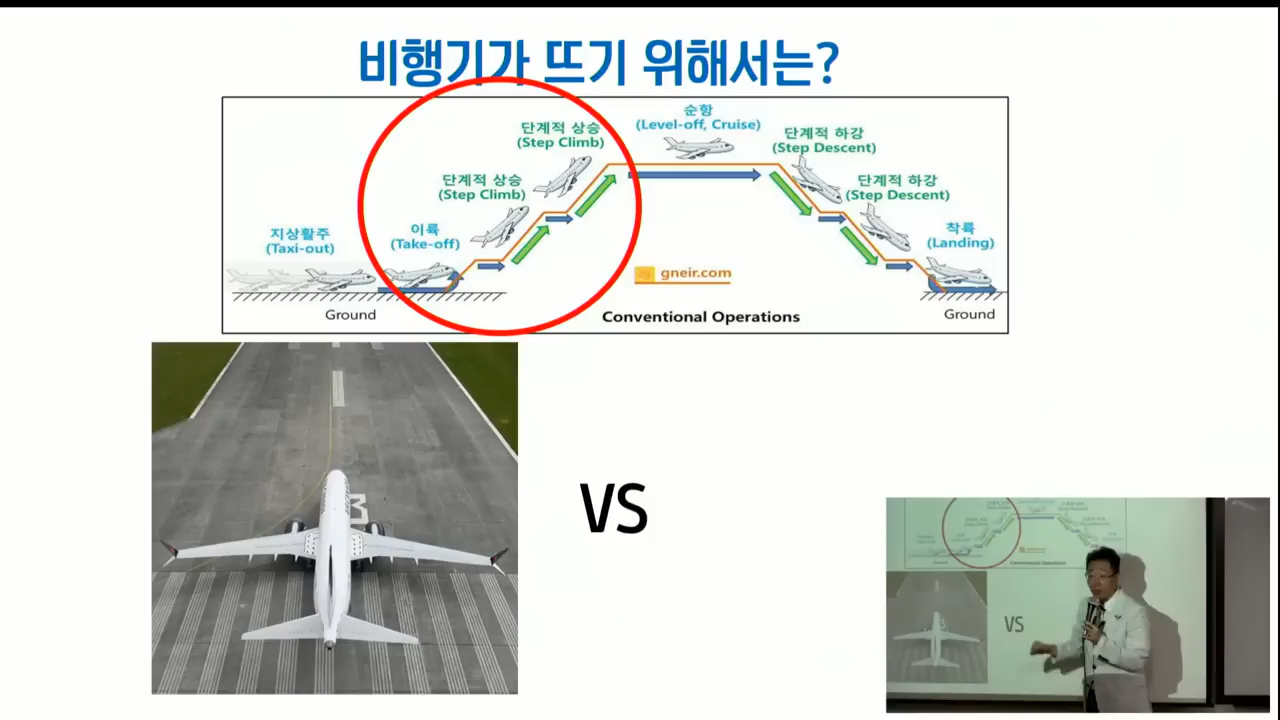 비행기가 뜨기 위해서는?
순항
(Level-off, Cruise)
단계적 상승
(Step Climb)
단계적 하강
(Step Descent)
단계적 상승
(Step Climb)
단계적 하강
(Step Descent)
지상활주
(Taxi-out)
이륙
(Take-off)
착륙
(Landing)
gneir.com
Ground
Conventional Operations
Ground
VS
VS